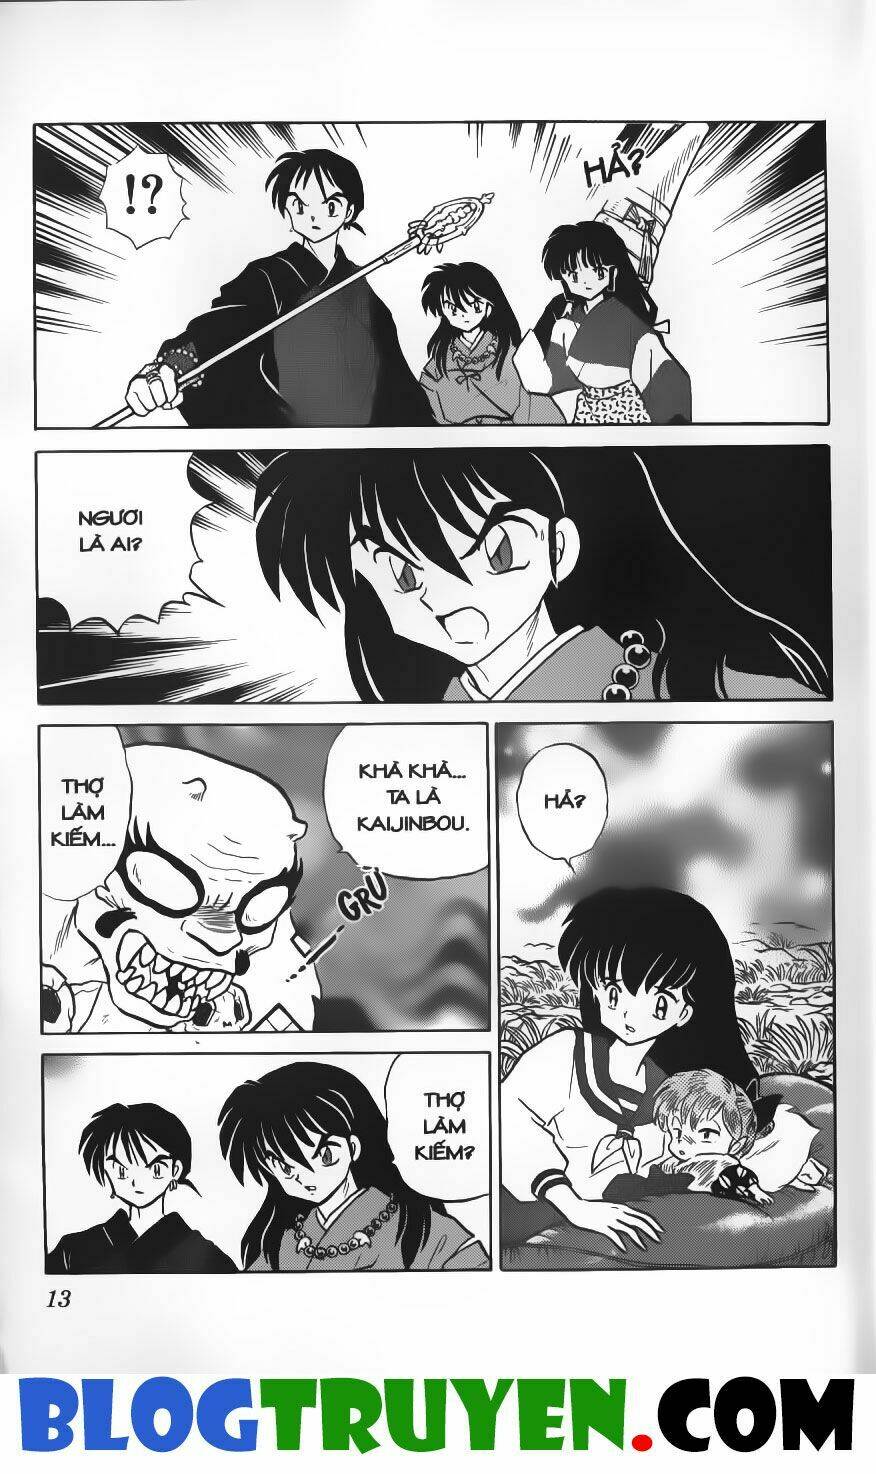 !?
HẢ?
NGƯƠI
LÀ AI?
THỢ
LÀM
KIẾM...
KHÀ KHÀ...
TA LÀ
KAIJINBOU.
GRỪ
HẢ?
THỢ
LÀM
KIẾM?
13
BLOGTRUYEN.COM